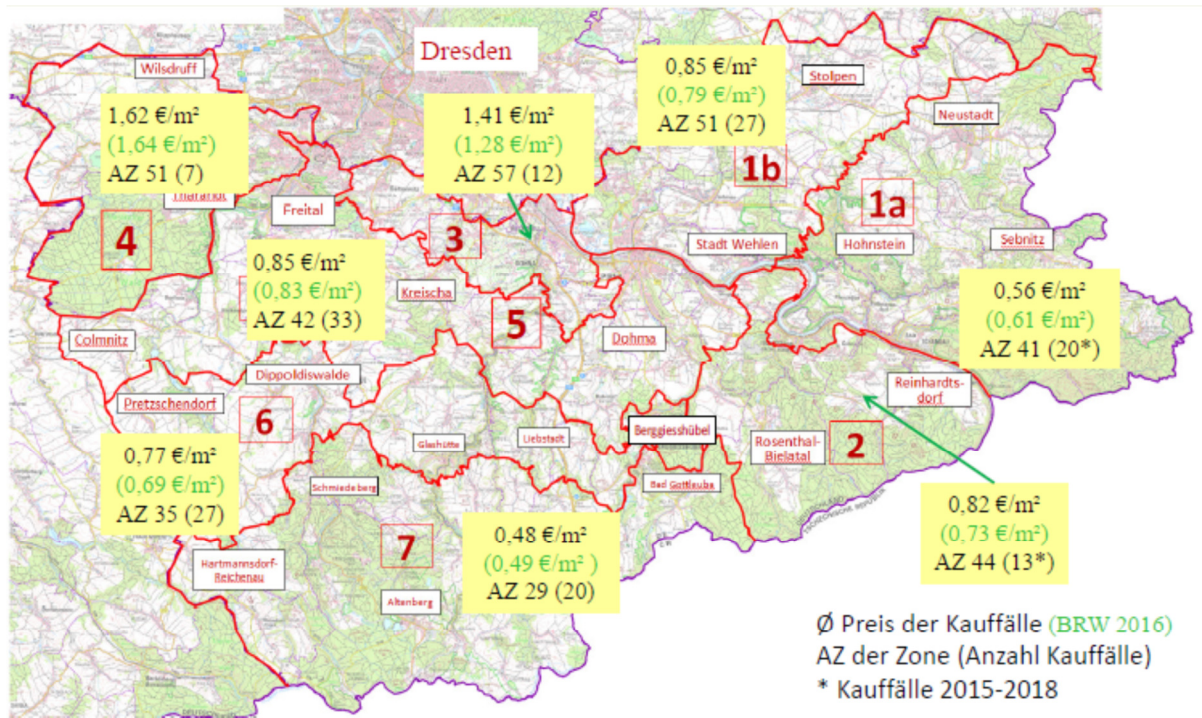 Dresden
Wilsdruff
1,62 €/m²
(1,64 €/m²)
AZ 51 (7)
Tharandt
4
1,41 €/m²
(1,28 €/m²)
AZ 57 (12)
0,85 €/m²
(0,79 €/m²)
AZ 51 (27)
Stolpen
Neustadt
1b
1a
Freital
3
Stadt Wehlen
Hohnstein
Sebnitz
0,85 €/m²
(0,83 €/m²)
AZ 42 (33)
Kreischa
5
Dohma
0,56 €/m²
(0,61 €/m²)
AZ 41 (20*)
Colmnitz
Dippoldiswalde
Pretzschendorf
6
Reinhardts-
dorf
Glashütte
Liebstadt
Berggiesshübel
Rosenthal-
Bielatal
2
0,77 €/m²
(0,69 €/m²)
AZ 35 (27)
Schmiedeberg
Bad Gottleuba
TSCHECHISCHE REPUBLIK
7
0,48 €/m²
(0,49 €/m² )
AZ 29 (20)
0,82 €/m²
(0,73 €/m²)
AZ 44 (13*)
Hartmannsdorf-
Reichenau
Altenberg
Ø Preis der Kauffälle (BRW 2016)
AZ der Zone (Anzahl Kauffälle)
* Kauffälle 2015-2018